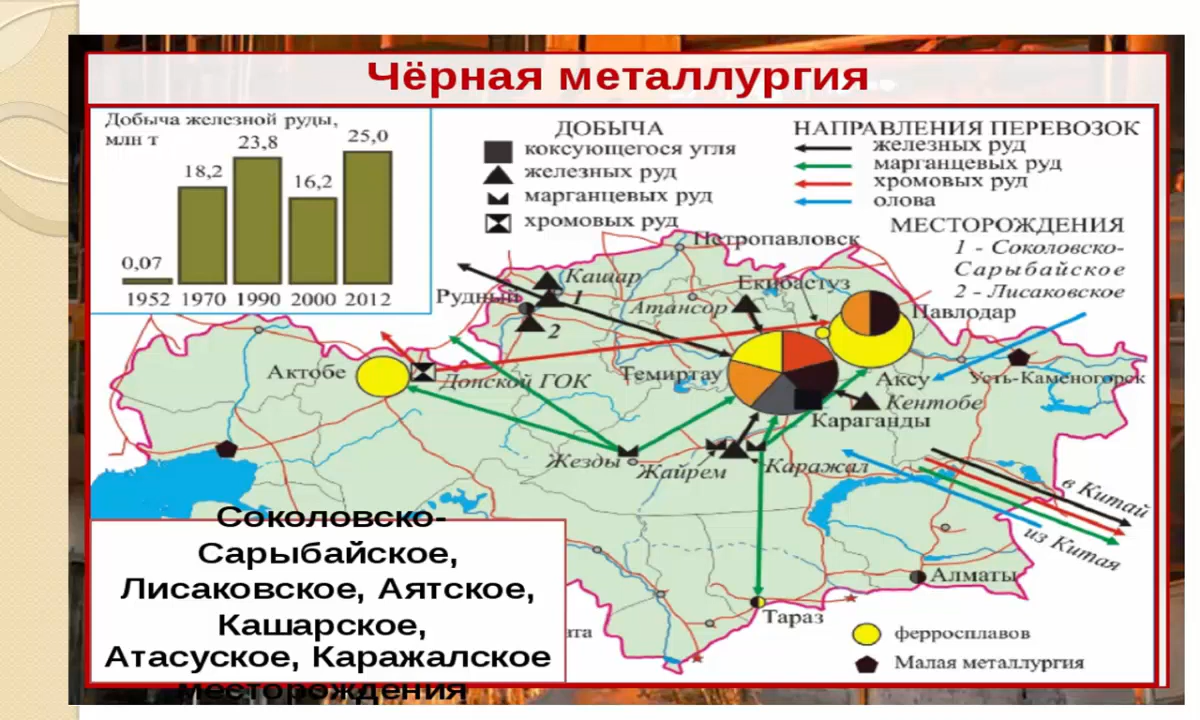 Чёрная металлургия
Добыча железной руды,
млн т
0,07
18,2
23,8
16,2
25,0
1952 1970 1990 2000 2012
ДОБЫЧА
коксующегося угля
железных руд
марганцевых руд
хромовых руд
НАПРАВЛЕНИЯ ПЕРЕВОЗОК
железных руд
марганцевых руд
хромовых руд
олова
МЕСТОРОЖДЕНИЯ
1 - Соколовско-
Сарыбайское
2 - Лисаковское
Петропавловск
Кашар
Рудный
1
2
Атансор
Екибастуз
Павлодар
Актобе
Донской ГОК
Темиртау
Аксу
Усть-Каменогорск
Кентобе
Караганды
Жезды
Жайрем
Каражал
в Китай
из Китая
Алматы
Тараз
ферросплавов
Малая металлургия
Соколовско-
Сарыбайское,
Лисаковское, Аятское,
Кашарское,
Атасуское, Каражалское
месторождения